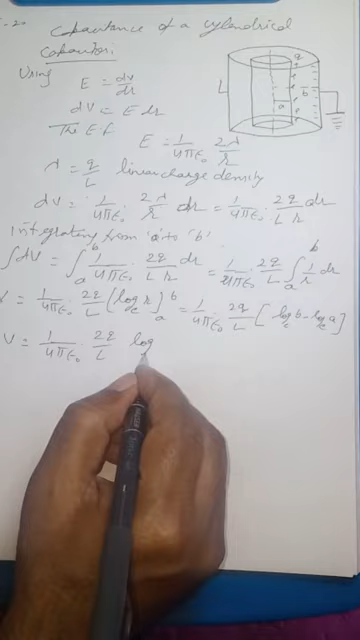 Capacitance of a cylindrical
Capacitor:
Using E = dv/dr
dv = E dr
The E.f E = 1/4πε₀ 2λ/r
λ = q/L linear charge density
dv = 1/4πε₀ · 2λ/r dr = 1/4πε₀ · 2q/L r dr
Integrating from 'a' to 'b'.
∫dv = ∫ₐᵇ 1/4πε₀ · 2q/L r dr = 1/4πε₀ · 2q/L ∫ₐᵇ 1/r dr
V = 1/4πε₀ · 2q/L (logₑ r)ₐᵇ = 1/4πε₀ · 2q/L [logₑ b - logₑ a]
V = 1/4πε₀ · 2q/L log
L
a
b
q